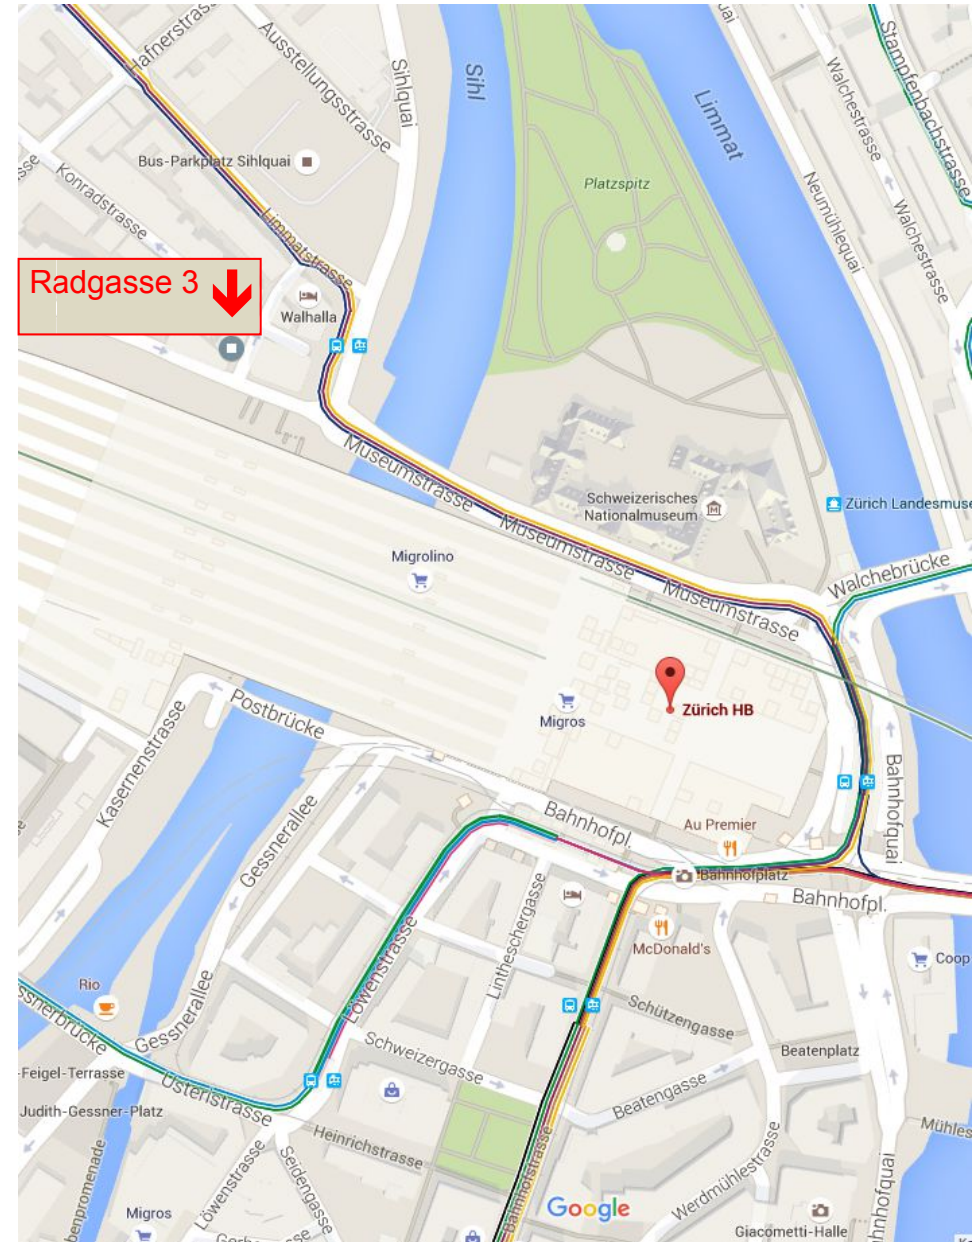 Hafnerstrasse
Ausstellungsstrasse
Sihlquai
Sihl
Limmat
Walchestrasse
Stampfenbachstrasse
Bus-Parkplatz Sihlquai
Platzspitz
Neumühlequai
Walchestrasse
Konradstrasse
Limmatstrasse
Radgasse 3
Walhalla
Museumstrasse
Schweizerisches
Nationalmuseum
Zürich Landesmuse
Museumstrasse
Migrolino
Walchebrücke
Museumstrasse
Postbrücke
Kasernenstrasse
Migros
Zürich HB
Bahnhofquai
Gessnerallee
Bahnhofpl.
Au Premier
Bahnhofplatz
Bahnhofpl.
Löwenstrasse
Lintheschergasse
McDonald's
Coop
Rio
Gessnerallee
ssnerbrücke
Schützengasse
Schweizergasse
Beatenplatz
-Feigel-Terrasse
Usteristrasse
Beatengasse
Judith-Gessner-Platz
Heinrichstrasse
Mühles
Löwenstrasse
Seidengasse
Bahnhofstrasse
Werdmühlestrasse
hnhofquai
benpromenade
Migros
Google
Giacometti-Halle